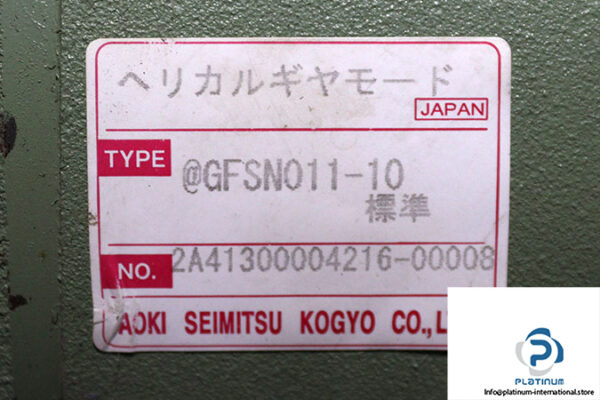 ヘリカルギヤモード
JAPAN
TYPE
@GFSN011-10
標準
NO.
2A41300004216-00008
AOKI SEIMITSU KOGYO CO.,L
PLATINUM
Info@platinum-international.store